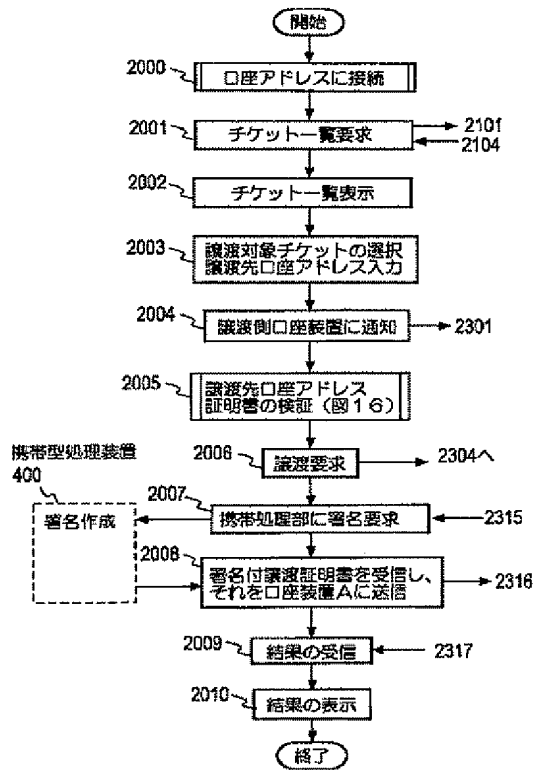 開始
2000
口座アドレスに接続
2001
チケット一覧要求
2101
2104
2002
チケット一覧表示
2003
譲渡対象チケットの選択
譲渡先口座アドレス入力
2004
譲渡側口座装置に通知
2301
2005
譲渡先口座アドレス
証明書の検証(図16)
2006
譲渡要求
2304へ
携帯型処理装置
400
署名作成
2007
携帯処理部に署名要求
2315
2008
署名付譲渡証明書を受信し、
それを口座装置Aに送信
2316
2009
結果の受信
2317
2010
結果の表示
終了